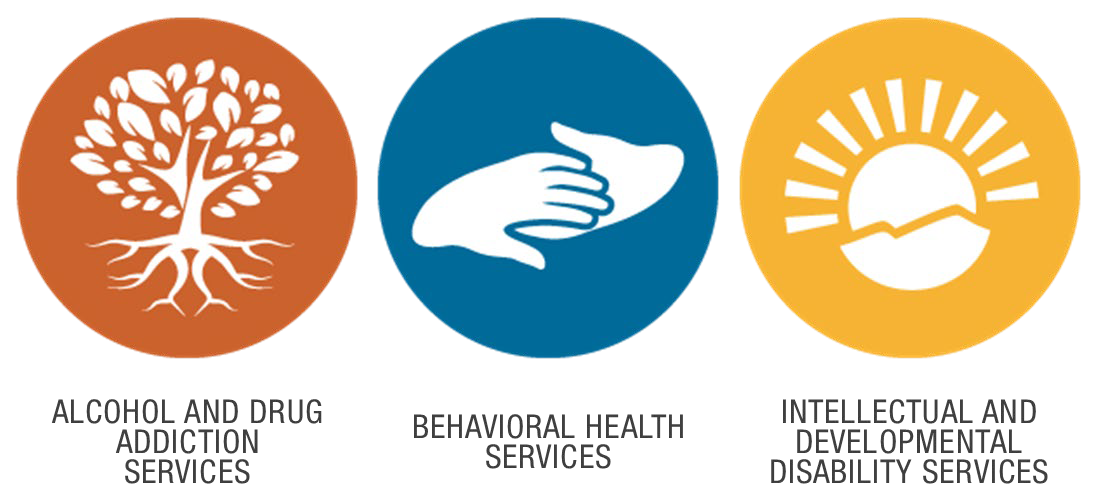 ALCOHOL AND DRUG
ADDICTION
SERVICES
BEHAVIORAL HEALTH
SERVICES
INTELLECTUAL AND
DEVELOPMENTAL
DISABILITY SERVICES